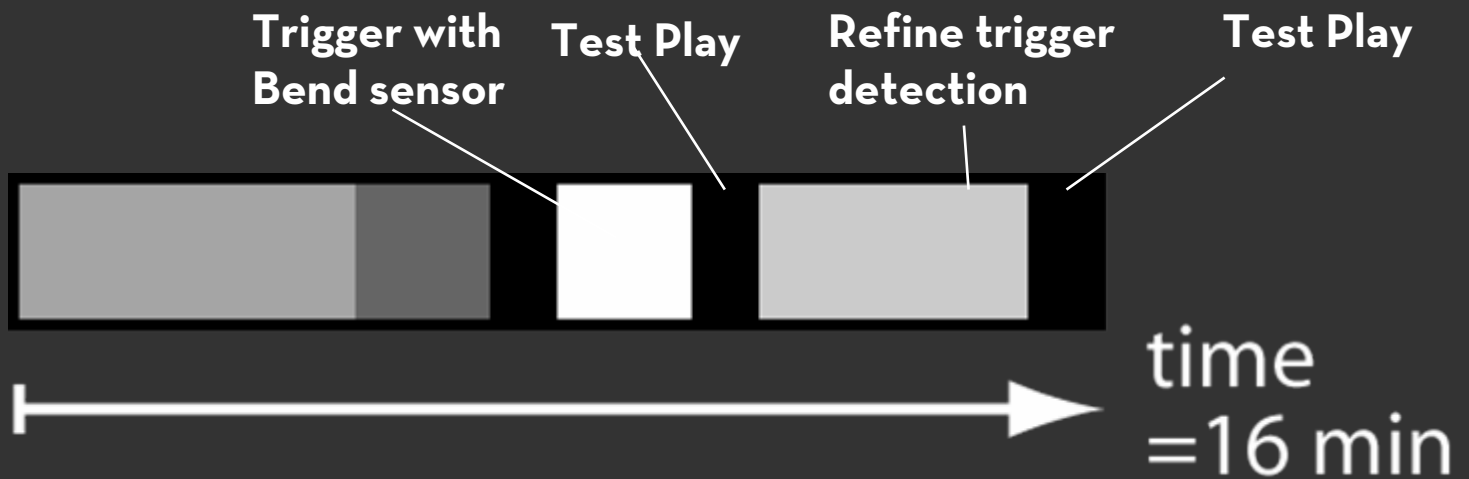 Trigger with
Bend sensor
Test Play
Refine trigger
detection
Test Play
time
=16 min